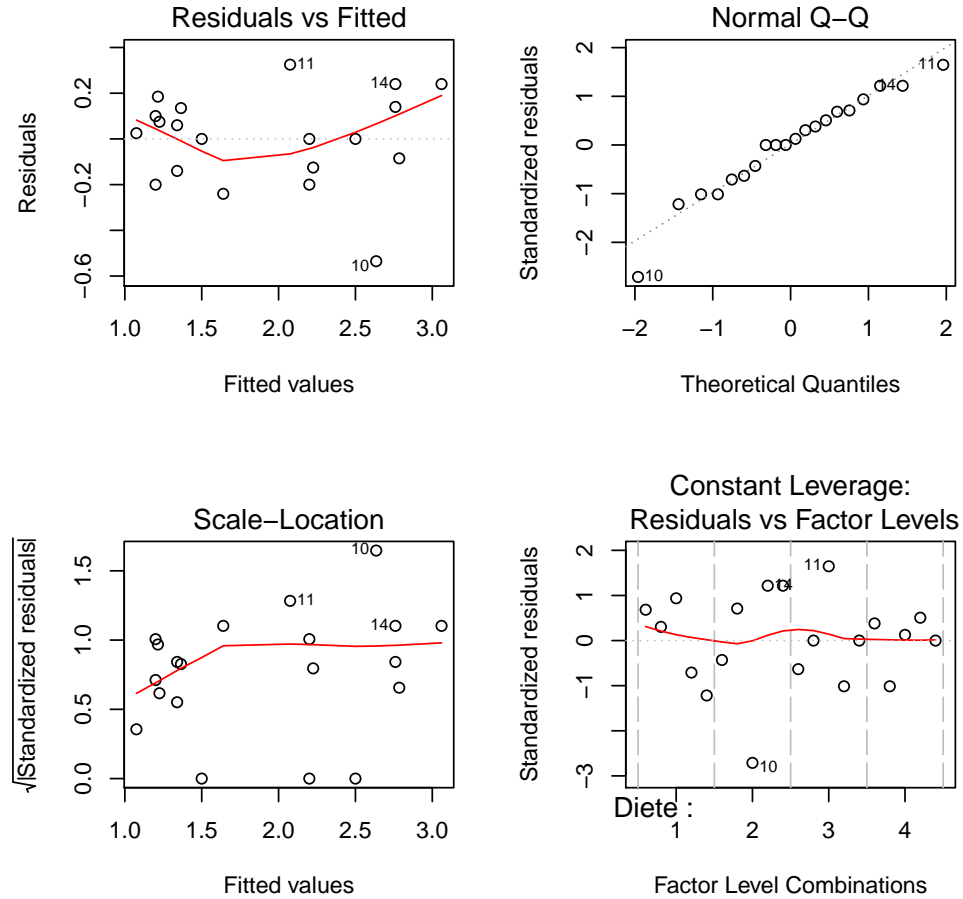 Residuals vs Fitted
Residuals
0.2
−0.2
−0.6
11
14
10
1.0 1.5 2.0 2.5 3.0
Fitted values
Normal Q−Q
Standardized residuals
2
1
0
−1
−2
14
11
10
−2 −1 0 1 2
Theoretical Quantiles
Scale−Location
√|Standardized residuals|
1.5
1.0
0.5
0.0
10
11
14
1.0 1.5 2.0 2.5 3.0
Fitted values
Constant Leverage:
Residuals vs Factor Levels
Standardized residuals
2
1
0
−1
−3
11
14
10
Diete :
1 2 3 4
Factor Level Combinations